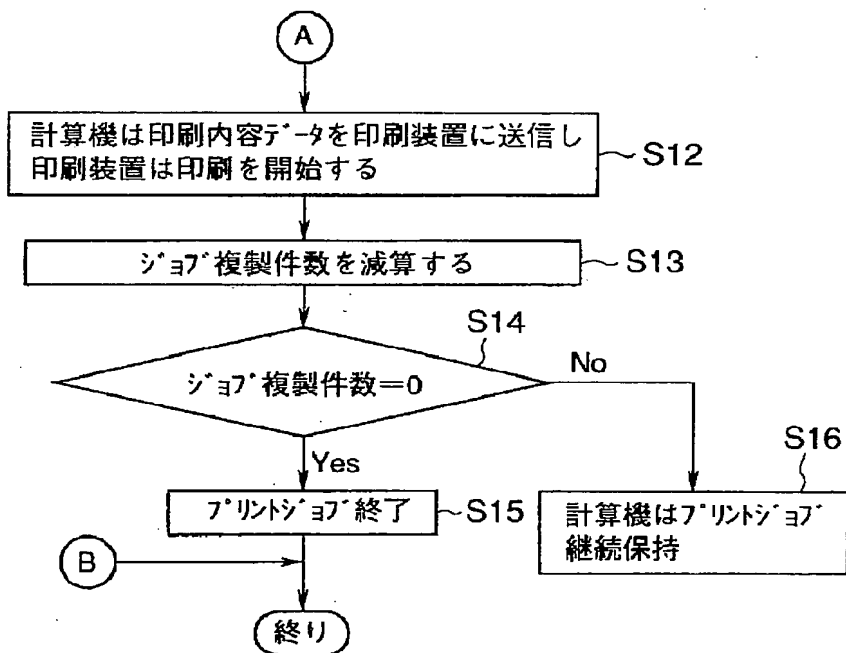 A
計算機は印刷内容ﾃﾞｰﾀを印刷装置に送信し
印刷装置は印刷を開始する
S12
ｼﾞｮﾌﾞ複製件数を減算する
S13
S14
ｼﾞｮﾌﾞ複製件数＝0
No
Yes
S16
ﾌﾟﾘﾝﾄｼﾞｮﾌﾞ終了
S15
計算機はﾌﾟﾘﾝﾄｼﾞｮﾌﾞ
継続保持
B
終り